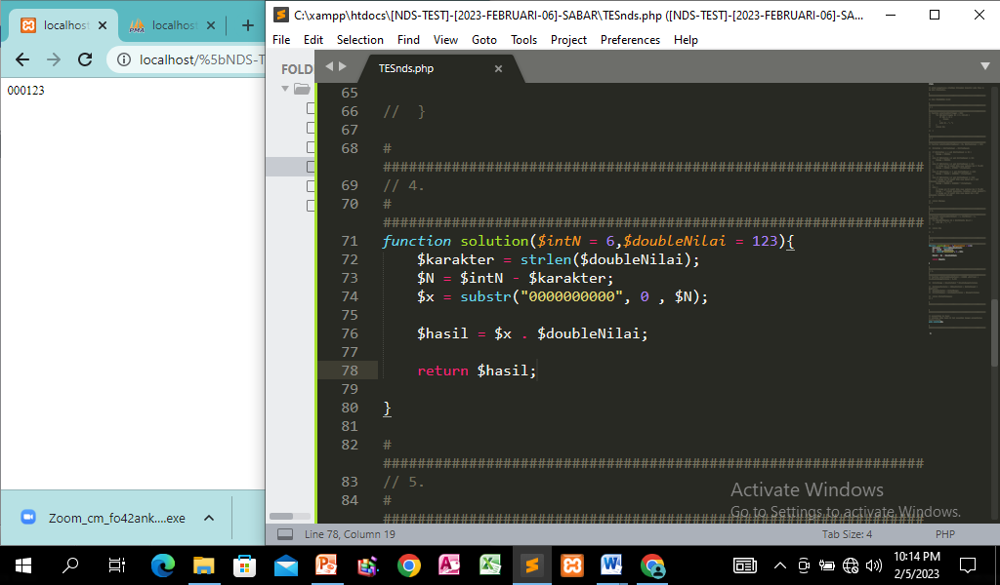 localhost
localhost
C:\xampp\htdocs\[NDS-TEST]-[2023-FEBRUARI-06]-SABAR\TESnds.php ([NDS-TEST]-[2023-FEBRUARI-06]-SA...
File Edit Selection Find View Goto Tools Project Preferences Help
localhost/%5bNDS-T
000123
FOLD
TESnds.php
65
66 // }
67
68 #
###############################################################
69 // 4.
70 #
###############################################################
71 function solution($intN = 6,$doubleNilai = 123){
72 $karakter = strlen($doubleNilai);
73 $N = $intN - $karakter;
74 $x = substr("0000000000", 0 , $N);
75
76 $hasil = $x . $doubleNilai;
77
78 return $hasil;
79
80 }
81
82 #
###############################################################
83 // 5.
84 #
###############################################################
Activate Windows
Go to Settings to activate Windows.
Zoom_cm_fo42ank....exe
Line 78, Column 19
Tab Size: 4
PHP
10:14 PM
2/5/2023